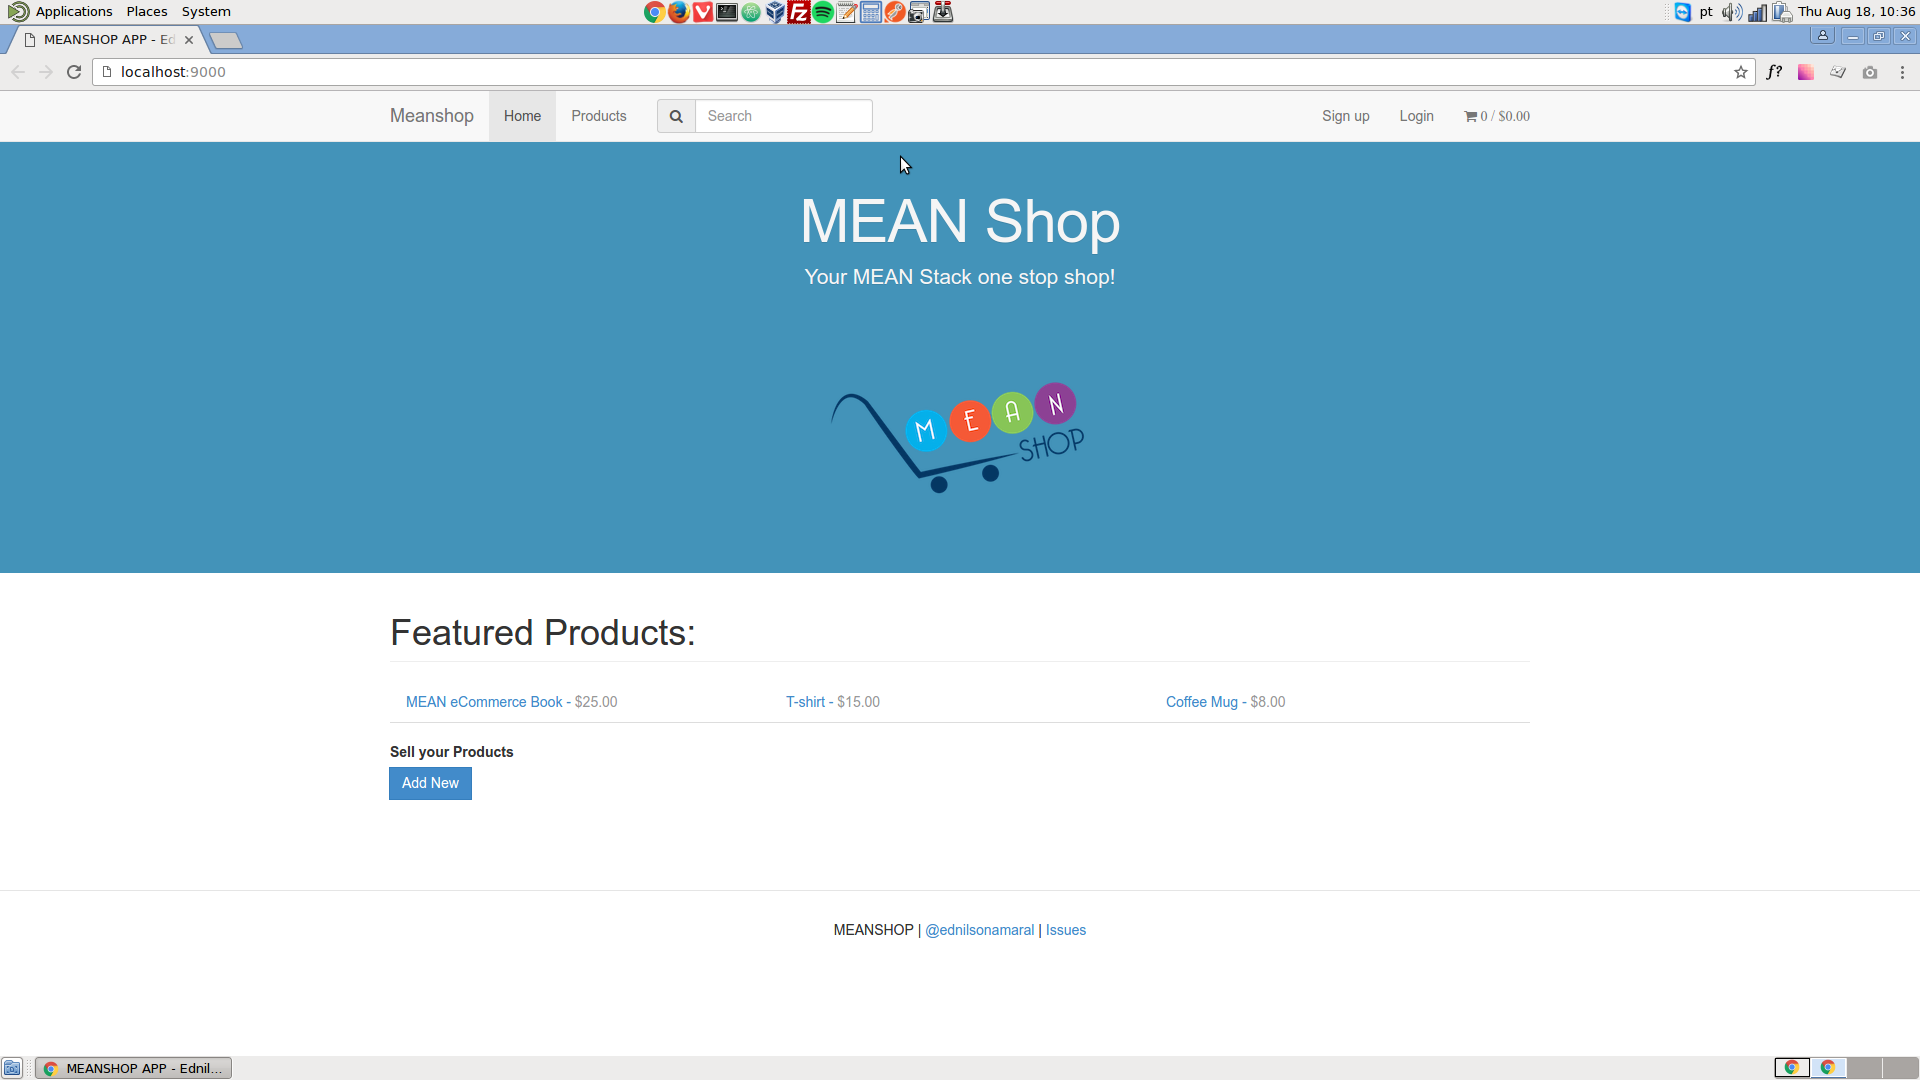 Applications Places System
pt Thu Aug 18, 10:36
MEANSHOP APP - Ed
localhost:9000
f?
Meanshop Home Products Search Sign up Login 0 / $0.00
MEAN Shop
Your MEAN Stack one stop shop!
M E A N
SHOP
Featured Products:
MEAN eCommerce Book - $25.00 T-shirt - $15.00 Coffee Mug - $8.00
Sell your Products
Add New
MEANSHOP | @ednilsonamaral | Issues
MEANSHOP APP - Ednil...